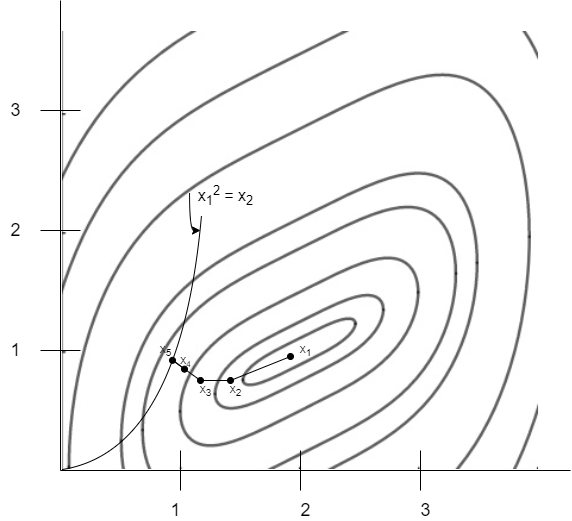 3
x₁² = x₂
2
1
x₅
x₄
x₃
x₂
x₁
1
2
3